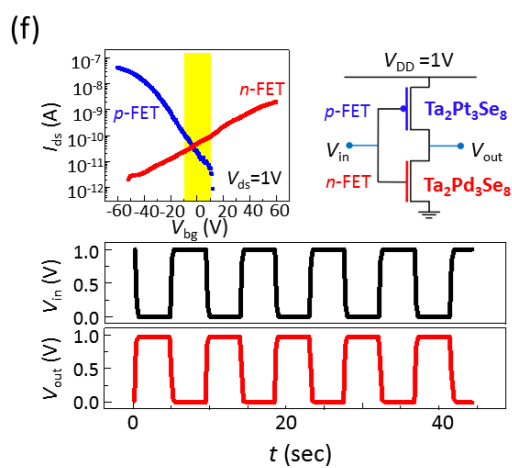 (f)
10⁻⁷
10⁻⁸
10⁻⁹
10⁻¹⁰
10⁻¹¹
10⁻¹²
I_ds (A)
p-FET
n-FET
V_ds=1V
-60 -40 -20 0 20 40 60
V_bg (V)
V_DD =1V
p-FET
Ta₂Pt₃Se₈
V_in
V_out
n-FET
Ta₂Pd₃Se₈
V_in (V)
1.0
0.5
0.0
V_out (V)
1.0
0.5
0.0
0 20 40
t (sec)